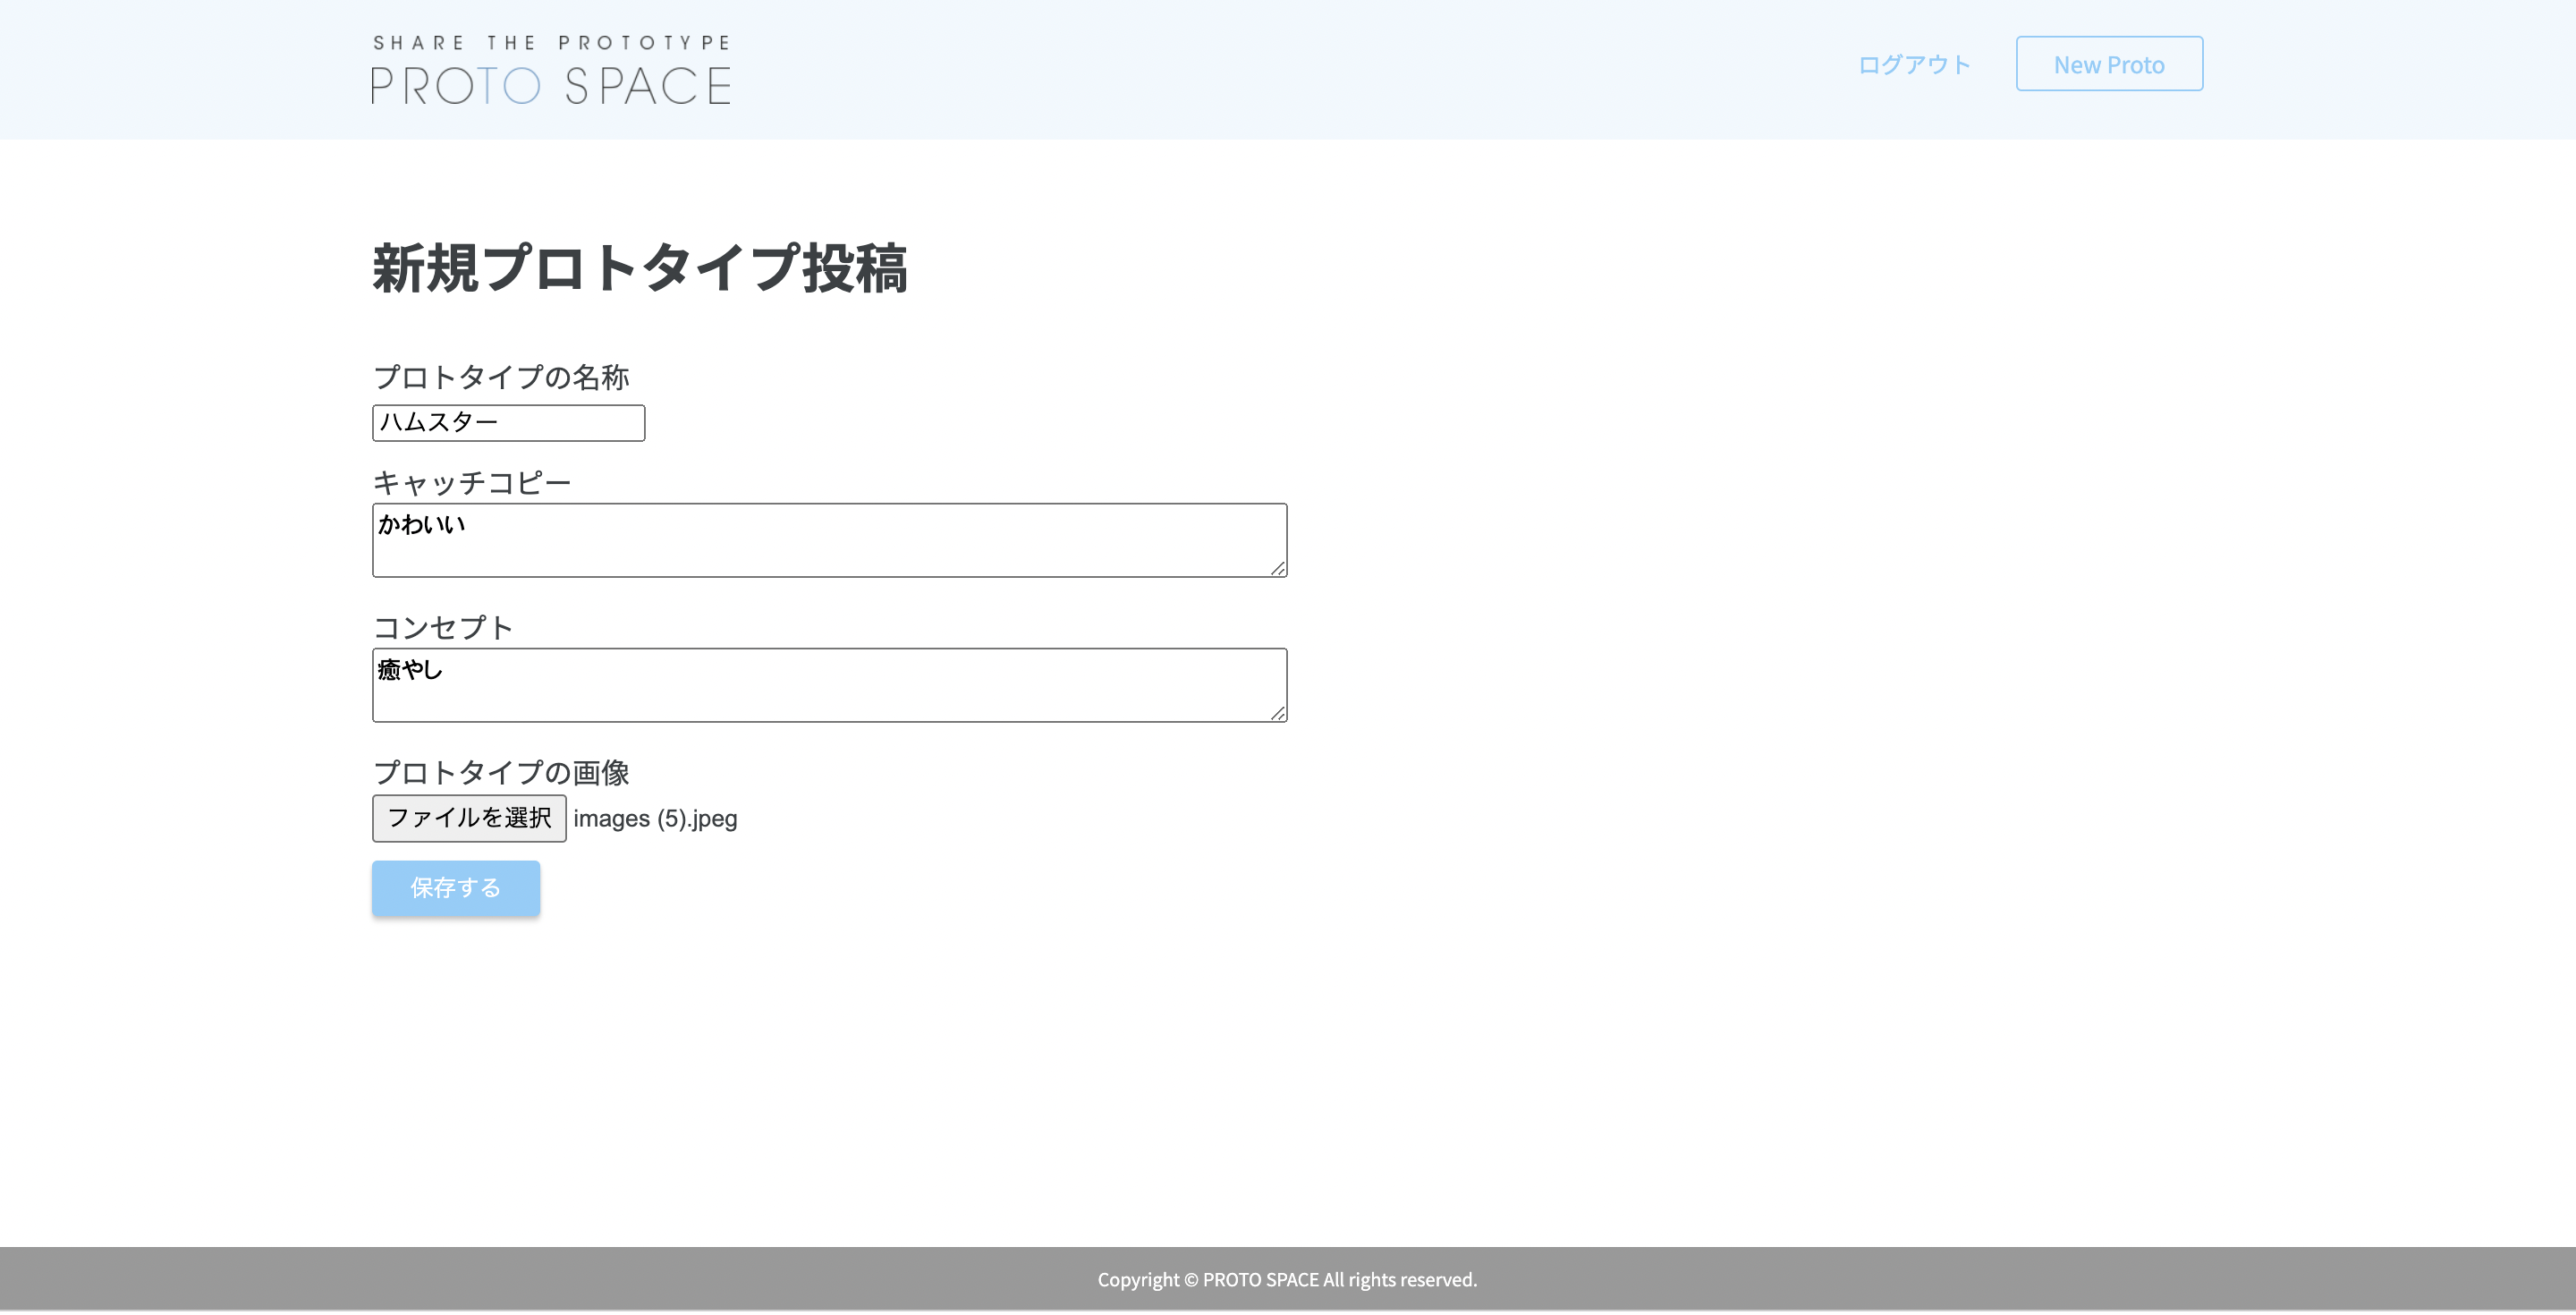 SHARE THE PROTOTYPE
PROTO SPACE
ログアウト
New Proto
新規プロトタイプ投稿
プロトタイプの名称
ハムスター
キャッチコピー
かわいい
コンセプト
癒やし
プロトタイプの画像
ファイルを選択 images (5).jpeg
保存する
Copyright © PROTO SPACE All rights reserved.